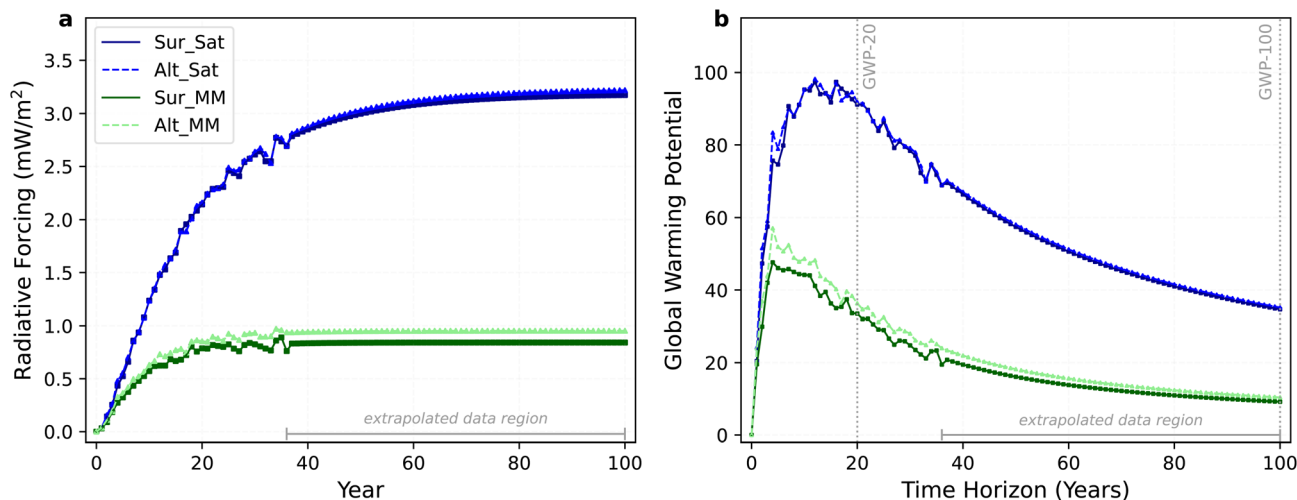 a
Sur_Sat
Alt_Sat
Sur_MM
Alt_MM
Radiative Forcing (mW/m²)
3.5
3.0
2.5
2.0
1.5
1.0
0.5
0.0
extrapolated data region
0 20 40 60 80 100
Year
b
GWP-20
GWP-100
Global Warming Potential
100
80
60
40
20
0
extrapolated data region
0 20 40 60 80 100
Time Horizon (Years)